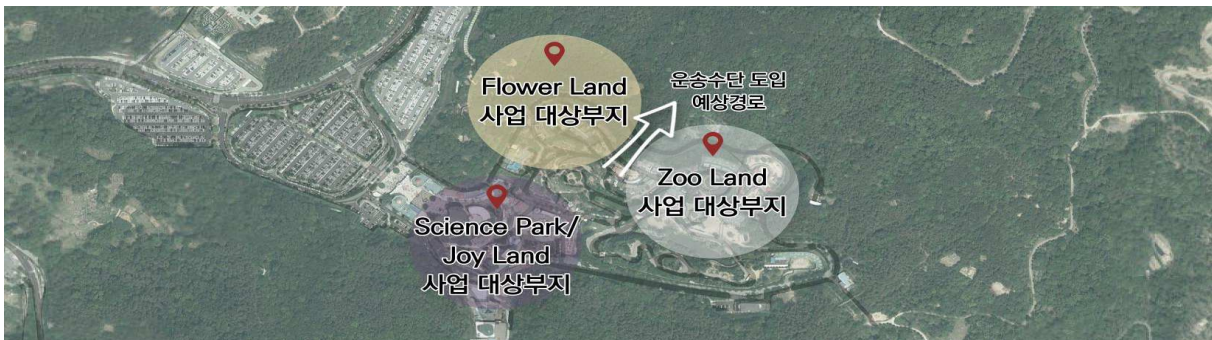 Flower Land
사업 대상부지
운송수단 도입
예상경로
Zoo Land
사업 대상부지
Science Park/
Joy Land
사업 대상부지